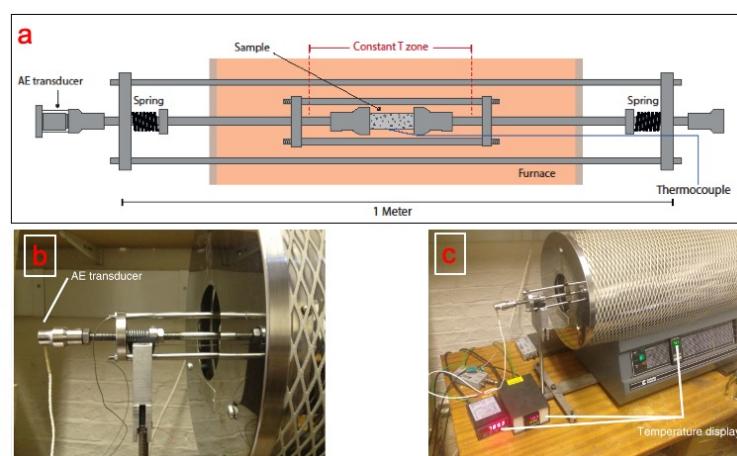 a
Sample
Constant T zone
AE transducer
Spring
Spring
Furnace
Thermocouple
1 Meter
b
AE transducer
c
Temperature display